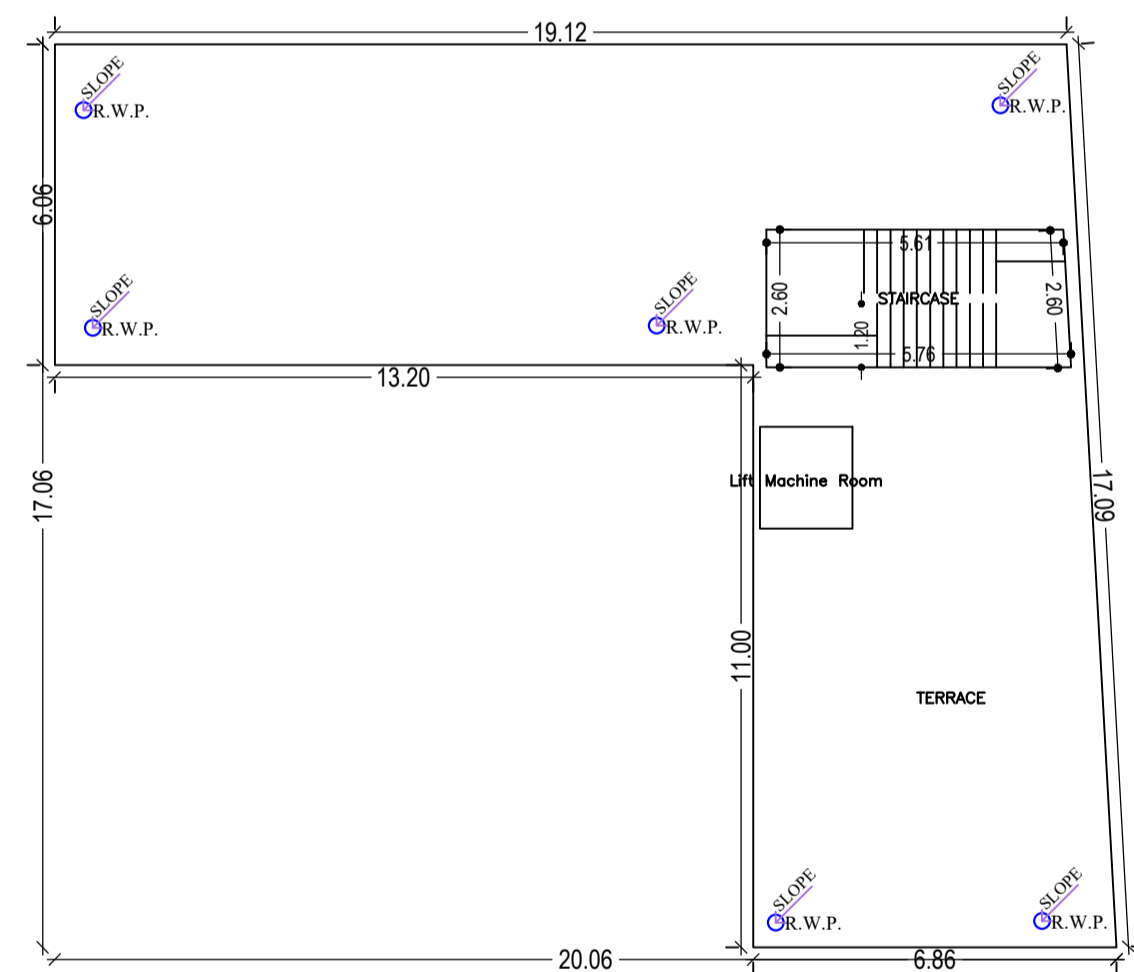 19.12
SLOPE
R.W.P.
SLOPE
R.W.P.
6.06
5.61
2.60
STAIRCASE
2.60
1.20
5.76
SLOPE
R.W.P.
SLOPE
R.W.P.
13.20
17.06
Lift Machine Room
17.09
11.00
TERRACE
SLOPE
R.W.P.
SLOPE
R.W.P.
20.06
6.86